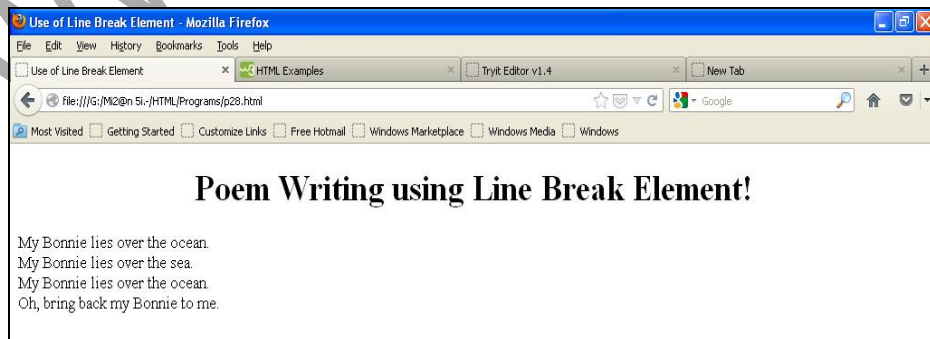 Use of Line Break Element - Mozilla Firefox
File Edit View History Bookmarks Tools Help
Use of Line Break Element × HTML Examples × Tryit Editor v1.4 × New Tab × +
file:///G:/Mi2@n 5i.-/HTML/Programs/p28.html Google
Most Visited Getting Started Customize Links Free Hotmail Windows Marketplace Windows Media Windows
Poem Writing using Line Break Element!
My Bonnie lies over the ocean.
My Bonnie lies over the sea.
My Bonnie lies over the ocean.
Oh, bring back my Bonnie to me.